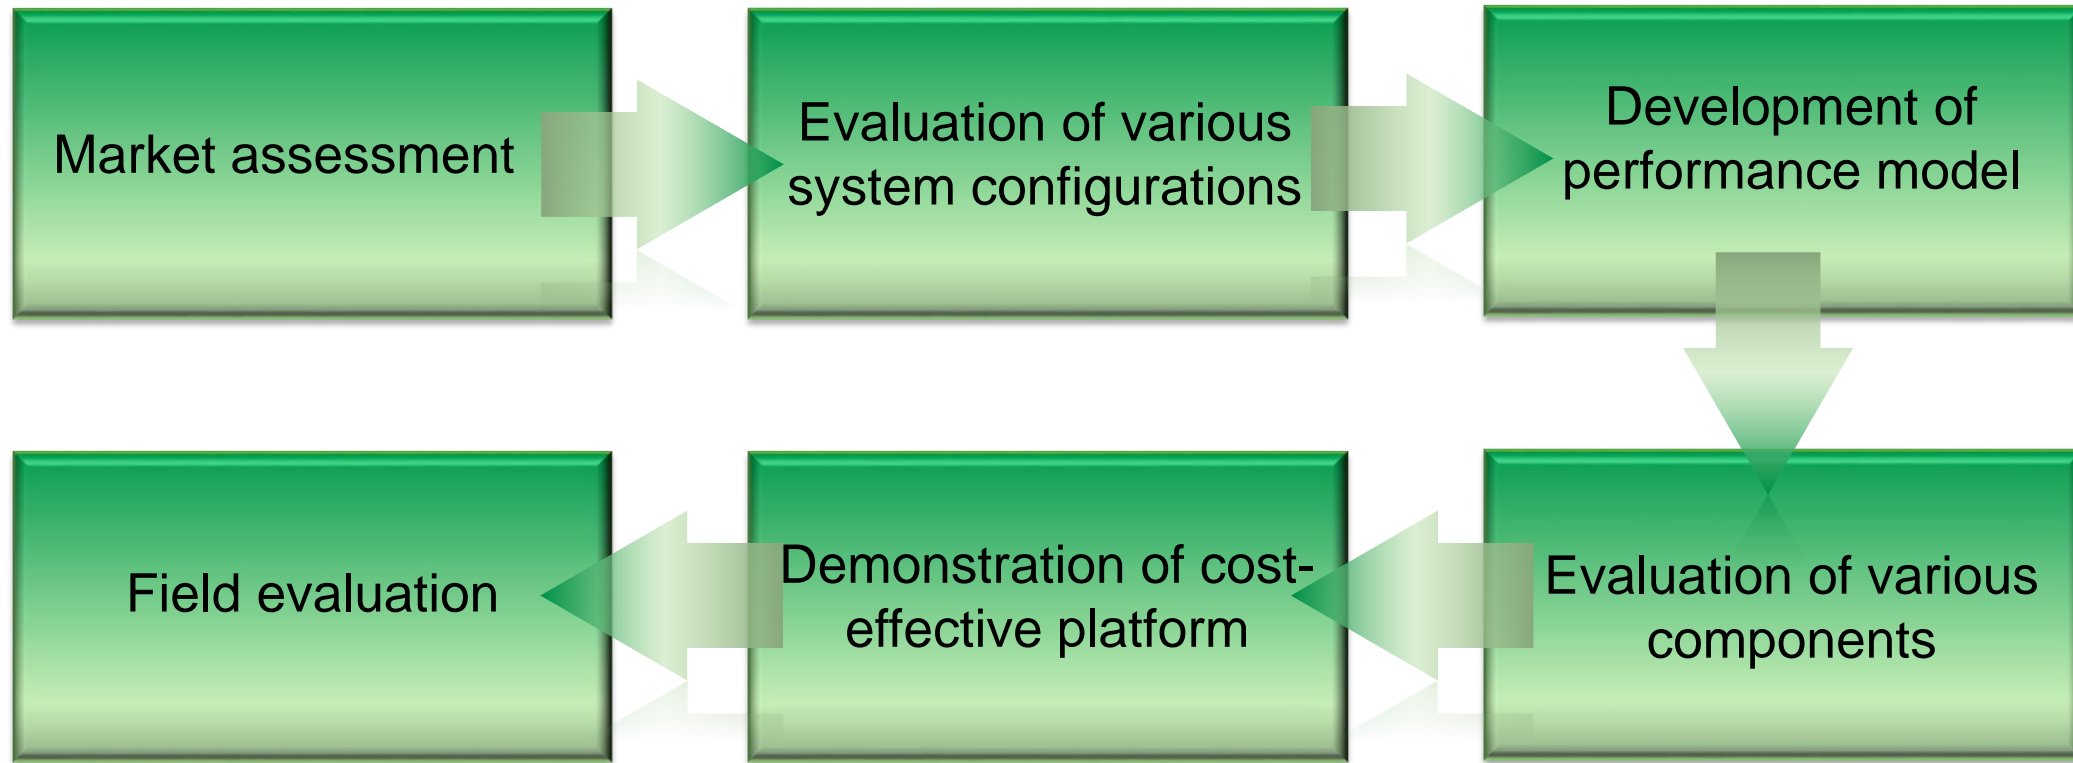 Market assessment
Evaluation of various
system configurations
Development of
performance model
Field evaluation
Demonstration of cost-
effective platform
Evaluation of various
components